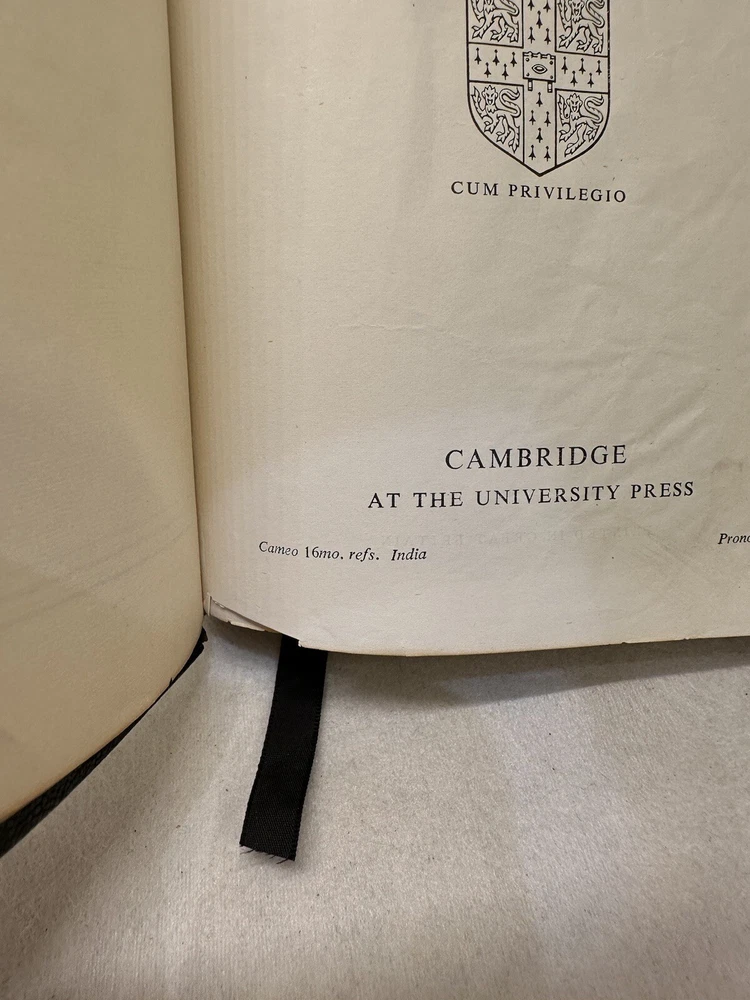 CUM PRIVILEGIO
CAMBRIDGE
AT THE UNIVERSITY PRESS
Cameo 16mo. refs. India